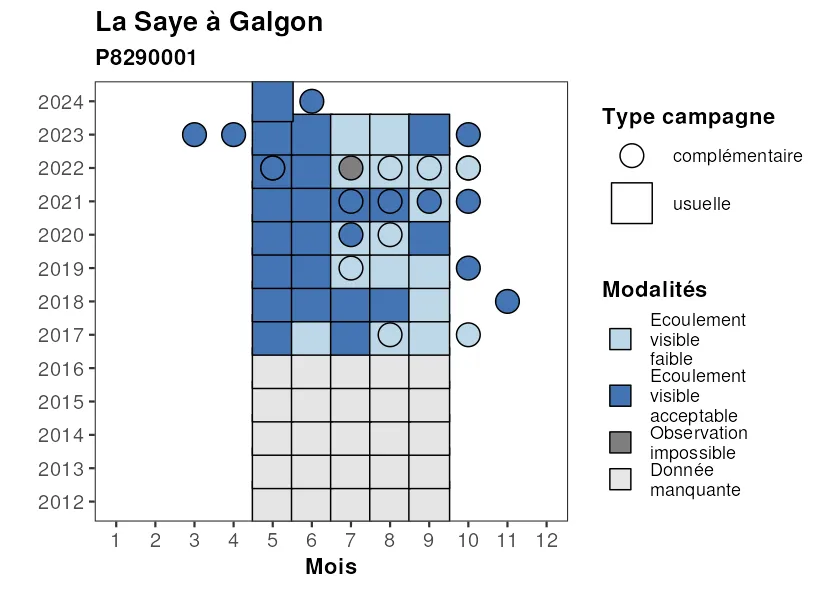 La Saye à Galgon
P8290001
2024
2023
2022
2021
2020
2019
2018
2017
2016
2015
2014
2013
2012
1 2 3 4 5 6 7 8 9 10 11 12
Mois
Type campagne
complémentaire
usuelle
Modalités
Ecoulement
visible
faible
Ecoulement
visible
acceptable
Observation
impossible
Donnée
manquante